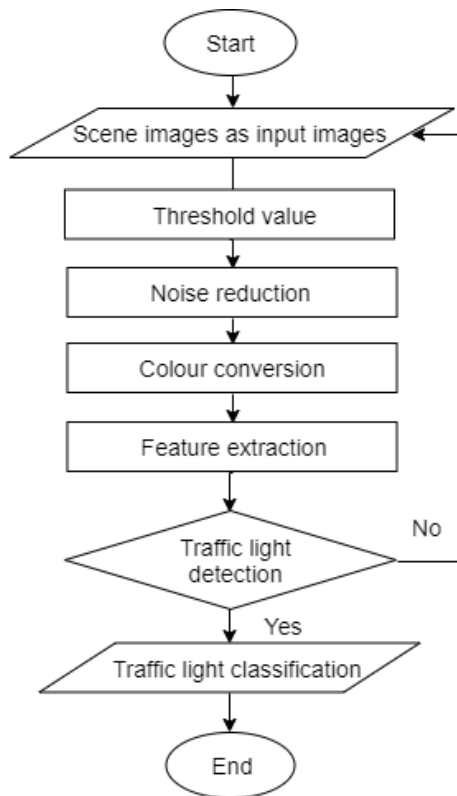 Start
Scene images as input images
Threshold value
Noise reduction
Colour conversion
Feature extraction
Traffic light
detection
No
Yes
Traffic light classification
End